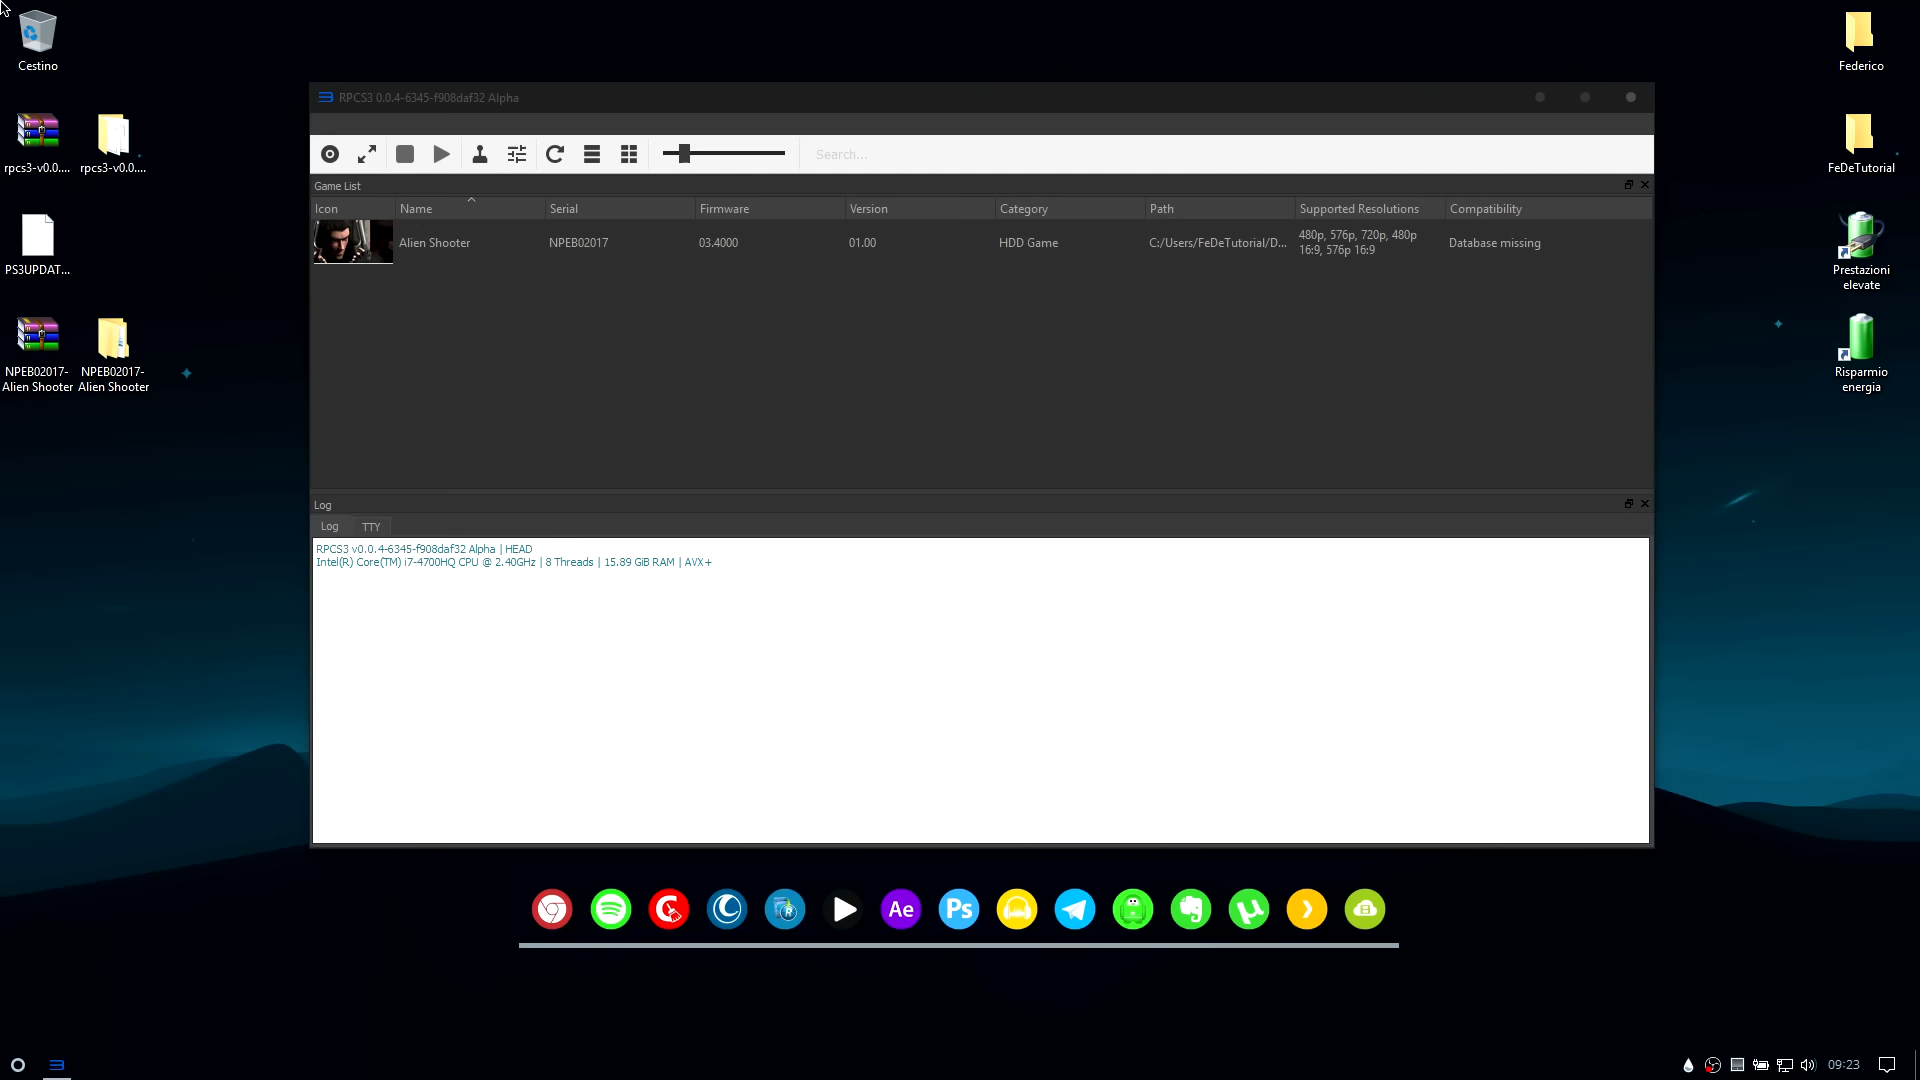 Cestino
rpcs3-v0.0....
rpcs3-v0.0....
PS3UPDAT...
NPEB02017-
Alien Shooter
NPEB02017-
Alien Shooter
RPCS3 0.0.4-6345-f908daf32 Alpha
Search...
Game List
Icon Name Serial Firmware Version Category Path Supported Resolutions Compatibility
Alien Shooter NPEB02017 03.4000 01.00 HDD Game C:/Users/FeDeTutorial/D... 480p, 576p, 720p, 480p
16:9, 576p 16:9
Database missing
Log
Log TTY
RPCS3 v0.0.4-6345-f908daf32 Alpha | HEAD
Intel(R) Core(TM) i7-4700HQ CPU @ 2.40GHz | 8 Threads | 15.89 GiB RAM | AVX+
Federico
FeDeTutorial
Prestazioni
elevate
Risparmio
energia
R
Ae
Ps
09:23